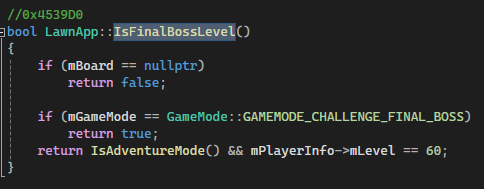 //0x4539D0
bool LawnApp::IsFinalBossLevel()
{
    if (mBoard == nullptr)
        return false;

    if (mGameMode == GameMode::GAMEMODE_CHALLENGE_FINAL_BOSS)
        return true;
    return IsAdventureMode() && mPlayerInfo->mLevel == 60;
}